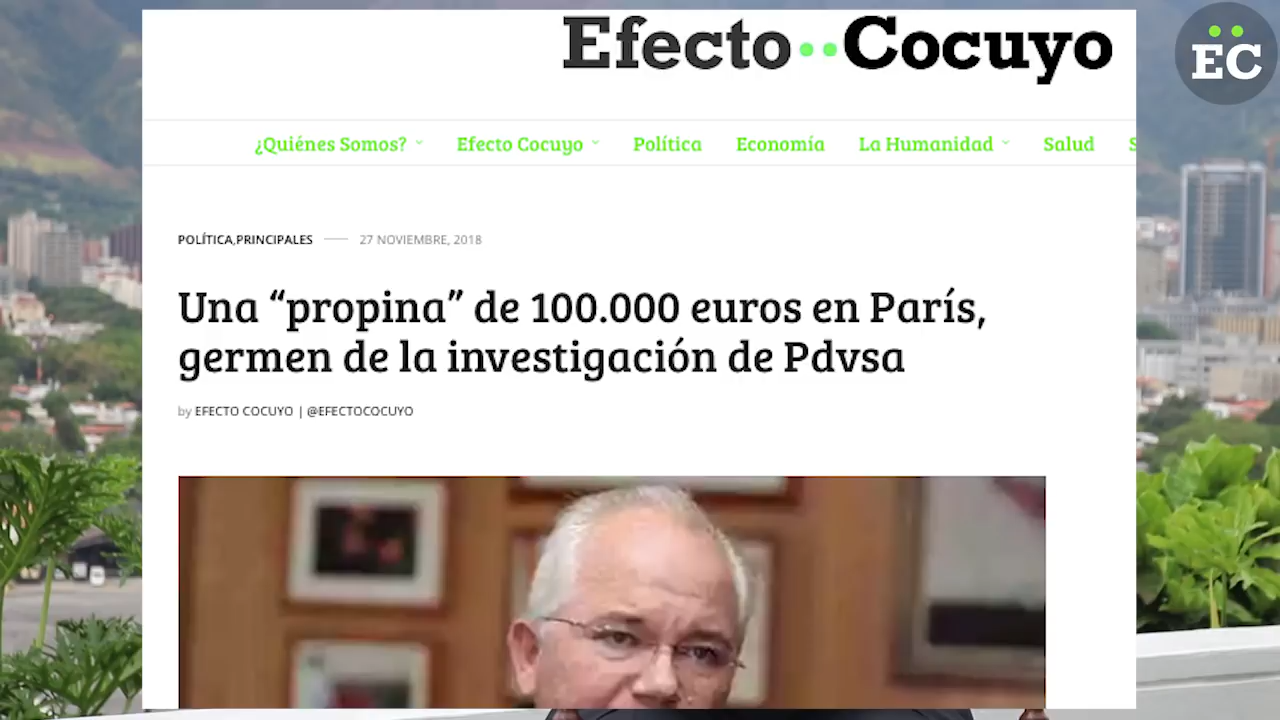 Efecto Cocuyo
EC
¿Quiénes Somos? Efecto Cocuyo Política Economía La Humanidad Salud
POLÍTICA,PRINCIPALES 27 NOVIEMBRE, 2018
Una “propina” de 100.000 euros en París,
germen de la investigación de Pdvsa
by EFECTO COCUYO | @EFECTOCOCUYO